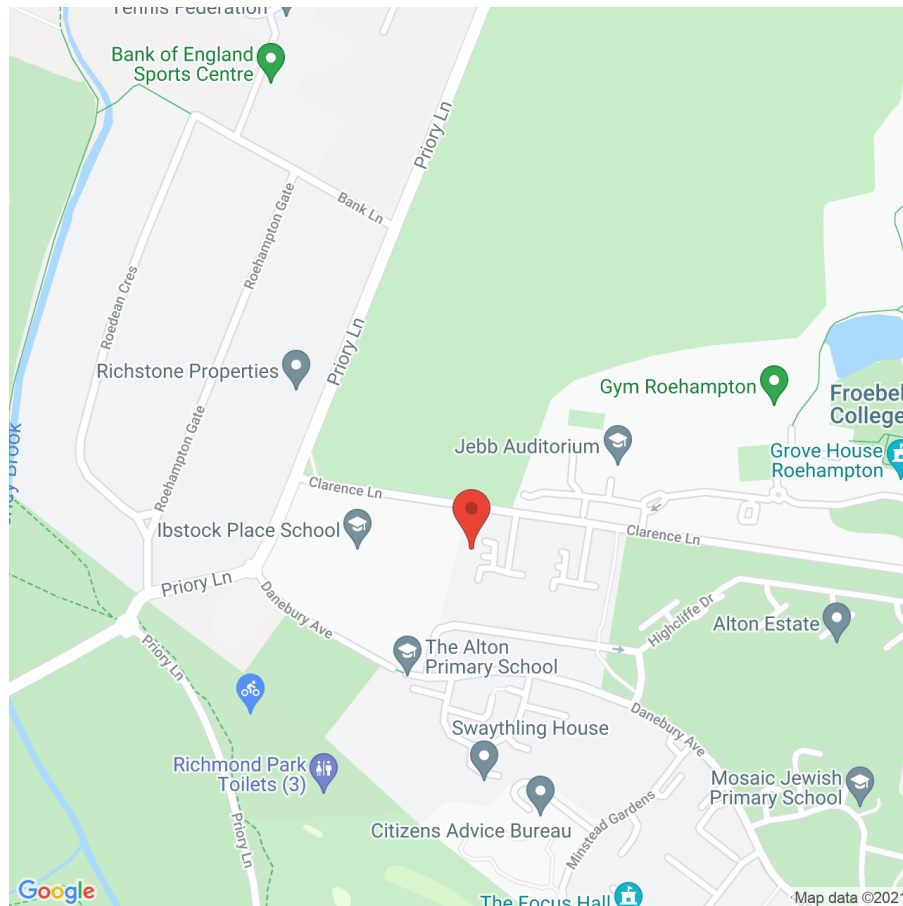 Tennis Federation
Bank of England
Sports Centre
Priory Ln
Bank Ln
Roehampton Gate
Roedean Cres
Priory Ln
Richstone Properties
Gym Roehampton
Froebel
College
Jebb Auditorium
Grove House
Roehampton
Roehampton Gate
Brook
Clarence Ln
Ibstock Place School
Clarence Ln
Priory Ln
Danebury Ave
Highcliffe Dr
Alton Estate
Priory Ln
The Alton
Primary School
Danebury Ave
Swaythling House
Richmond Park
Toilets (3)
Mosaic Jewish
Primary School
Priory Ln
Citizens Advice Bureau
Minstead Gardens
Google
The Focus Hall
Map data ©2021